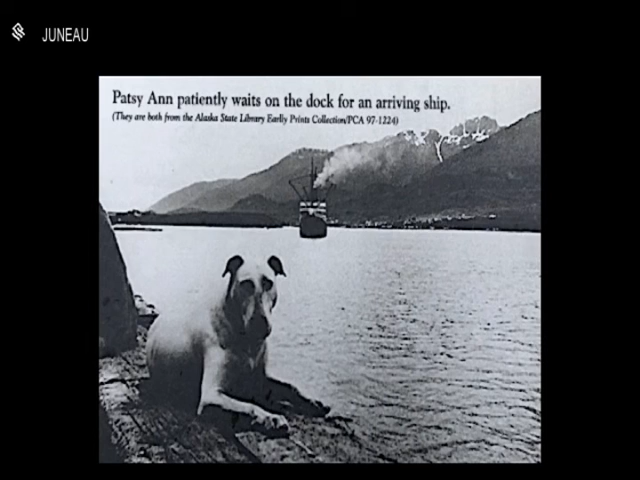 JUNEAU
Patsy Ann patiently waits on the dock for an arriving ship.
(They are both from the Alaska State Library Earlly Prints Collection/PCA 97-1224)